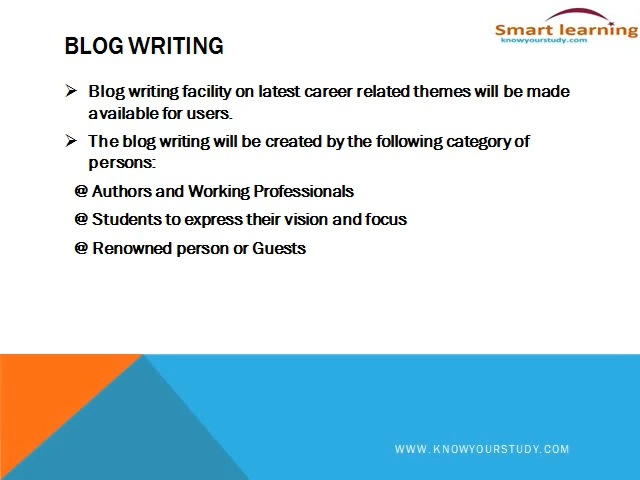 BLOG WRITING
Smart learning
knowyourstudy.com
➢ Blog writing facility on latest career related themes will be made
available for users.
➢ The blog writing will be created by the following category of
persons:
@ Authors and Working Professionals
@ Students to express their vision and focus
@ Renowned person or Guests
WWW.KNOWYOURSTUDY.COM